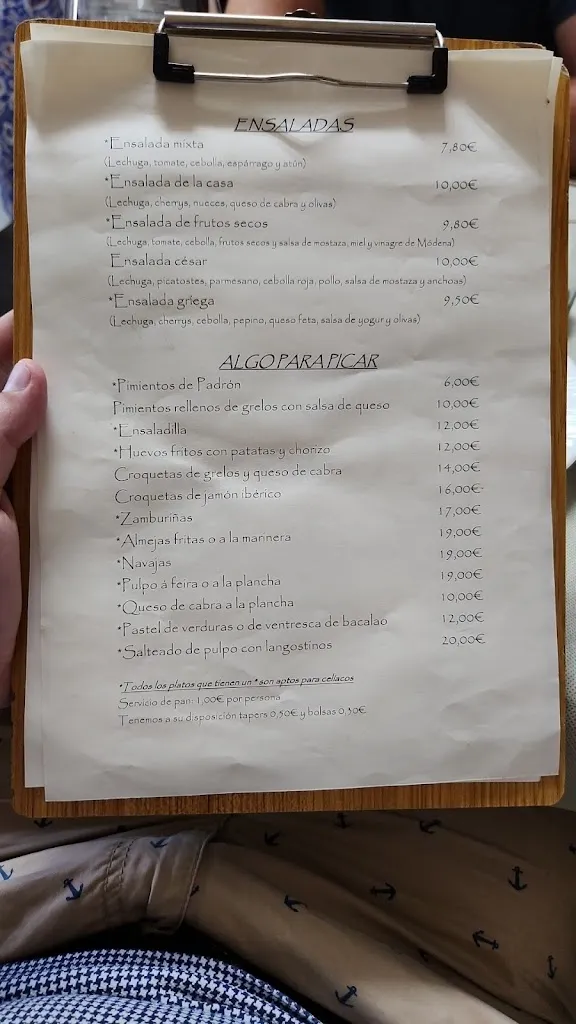 ENSALADAS
*Ensalada mixta 7,80€
(Lechuga, tomate, cebolla, espárrago y atún)
*Ensalada de la casa 10,00€
(Lechuga, cherrys, nueces, queso de cabra y olivas)
*Ensalada de frutos secos 9,80€
(Lechuga, tomate, cebolla, frutos secos y salsa de mostaza, miel y vinagre de Módena)
Ensalada césar 10,00€
(Lechuga, picatostes, parmesano, cebolla roja, pollo, salsa de mostaza y anchoas)
*Ensalada griega 9,50€
(Lechuga, cherrys, cebolla, pepino, queso feta, salsa de yogur y olivas)
ALGO PARA PICAR
*Pimientos de Padrón 6,00€
Pimientos rellenos de grelos con salsa de queso 10,00€
*Ensaladilla 12,00€
*Huevos fritos con patatas y chorizo 12,00€
Croquetas de grelos y queso de cabra 14,00€
Croquetas de jamón ibérico 16,00€
*Zamburiñas 17,00€
*Almejas fritas o a la marinera 19,00€
*Navajas 19,00€
*Pulpo á feira o a la plancha 19,00€
*Queso de cabra a la plancha 10,00€
*Pastel de verduras o de ventresca de bacalao 12,00€
*Salteado de pulpo con langostinos 20,00€
*Todos los platos que tienen un * son aptos para celíacos
Servicio de pan: 1,00€ por persona
Tenemos a su disposición tapers 0,50€ y bolsas 0,30€